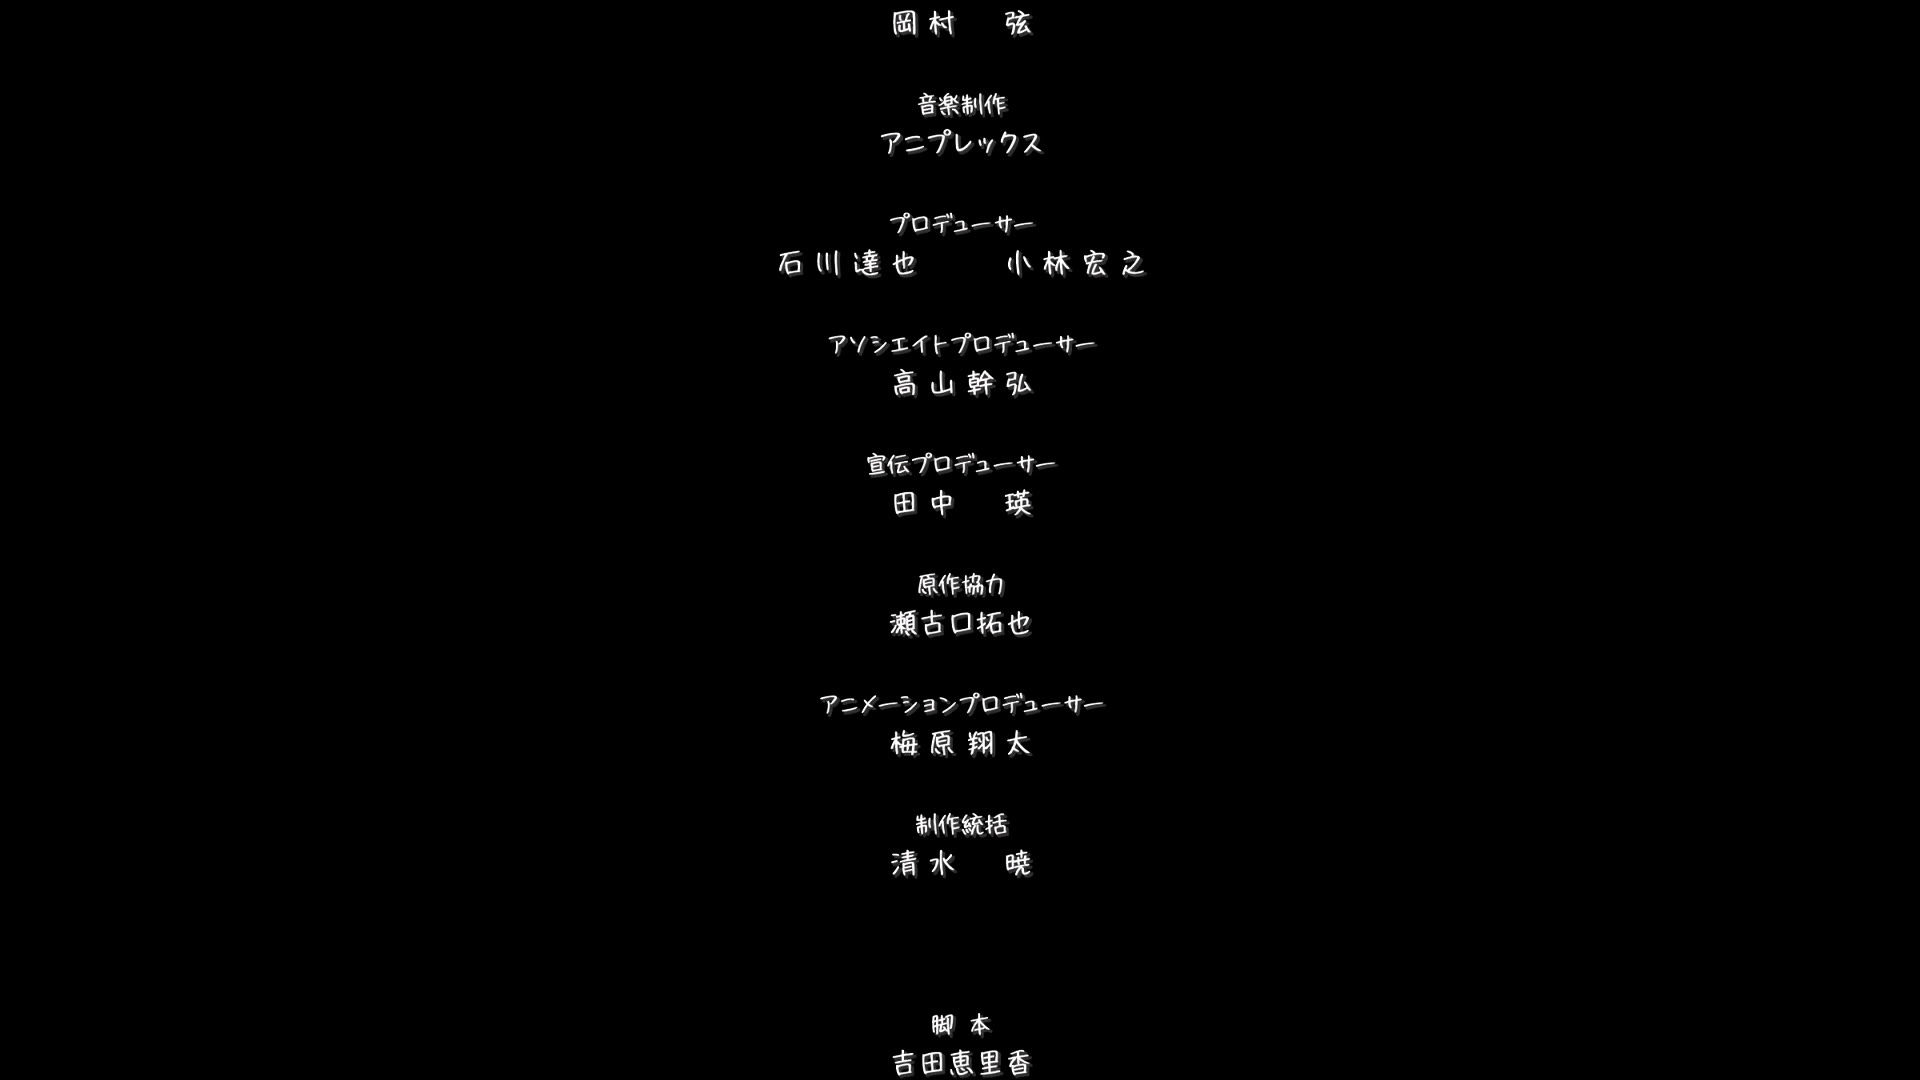 岡村　弦
音楽制作
アニプレックス
プロデューサー
石川達也　小林宏之
アソシエイトプロデューサー
高山幹弘
宣伝プロデューサー
田中　瑛
原作協力
瀬古口拓也
アニメーションプロデューサー
梅原翔太
制作統括
清水　暁
脚本
吉田恵里香